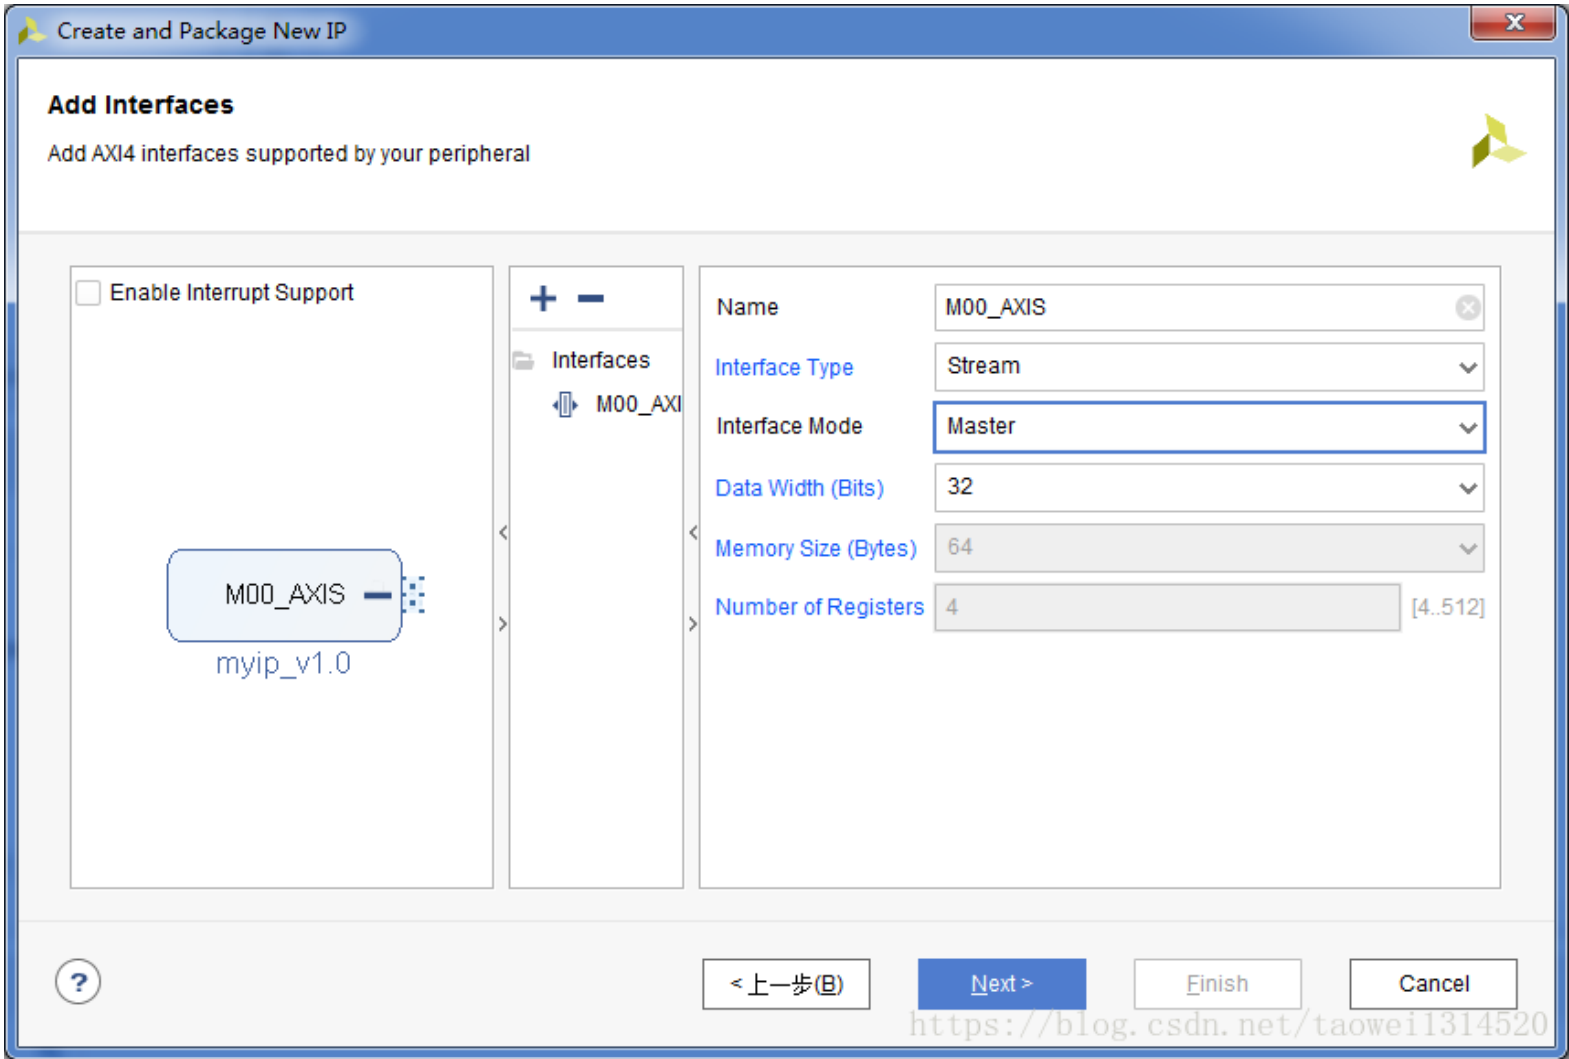 Create and Package New IP
Add Interfaces
Add AXI4 interfaces supported by your peripheral
Enable Interrupt Support
M00_AXIS
myip_v1.0
Interfaces
M00_AXI
Name
M00_AXIS
Interface Type
Stream
Interface Mode
Master
Data Width (Bits)
32
Memory Size (Bytes)
64
Number of Registers
4
[4..512]
?
< 上一步(B)
Next >
Finish
Cancel
https://blog.csdn.net/taowei1314520